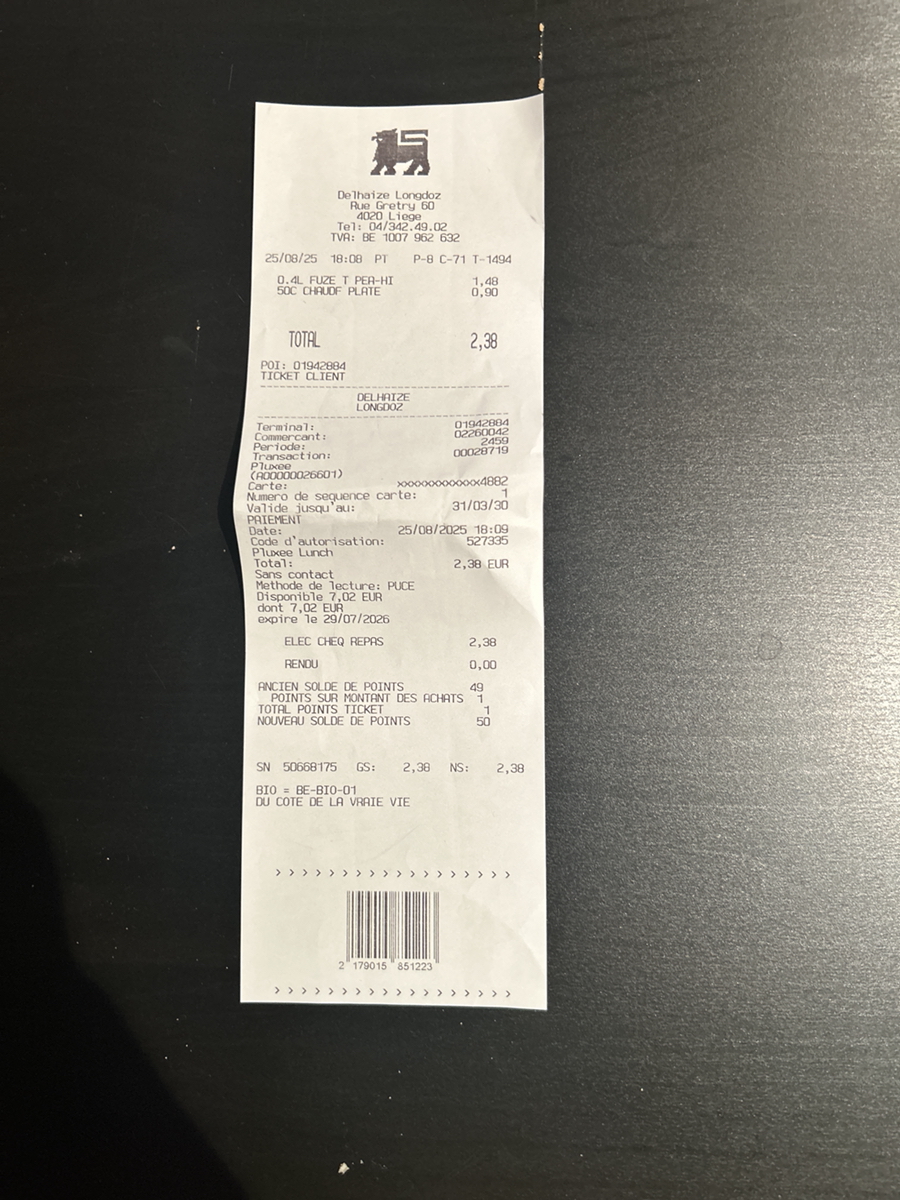 Delhaize Longdoz
Rue Gretry 60
4020 Liege
Tel: 04/342.49.02
TVA: BE 1007 962 632
25/08/25 18:08 PT P-8 C-71 T-1494
0.4L FUZE T PEA-HI 1,48
50C CHAUDF PLATE 0,90
TOTAL 2,38
POI: 01942884
TICKET CLIENT
DELHAIZE
LONGDOZ
Terminal: 01942884
Commercant: 02260042
Periode: 2459
Transaction: 00028719
Pluxee
(A00000026601)
Carte: xxxxxxxxxxxx4882
Numero de sequence carte: 1
Valide jusqu'au: 31/03/30
PAIEMENT
Date: 25/08/2025 18:09
Code d'autorisation: 527335
Pluxee Lunch
Total: 2,38 EUR
Sans contact
Methode de lecture: PUCE
Disponible 7,02 EUR
dont 7,02 EUR
expire le 29/07/2026
ELEC CHEQ REPAS 2,38
RENDU 0,00
ANCIEN SOLDE DE POINTS 49
POINTS SUR MONTANT DES ACHATS 1
TOTAL POINTS TICKET 1
NOUVEAU SOLDE DE POINTS 50
SN 50668175 GS: 2,38 NS: 2,38
BIO = BE-BIO-01
DU COTE DE LA VRAIE VIE
> > > > > > > > > > > > > > > > > >
2 179015 851223
> > > > > > > > > > > > > > > > > >